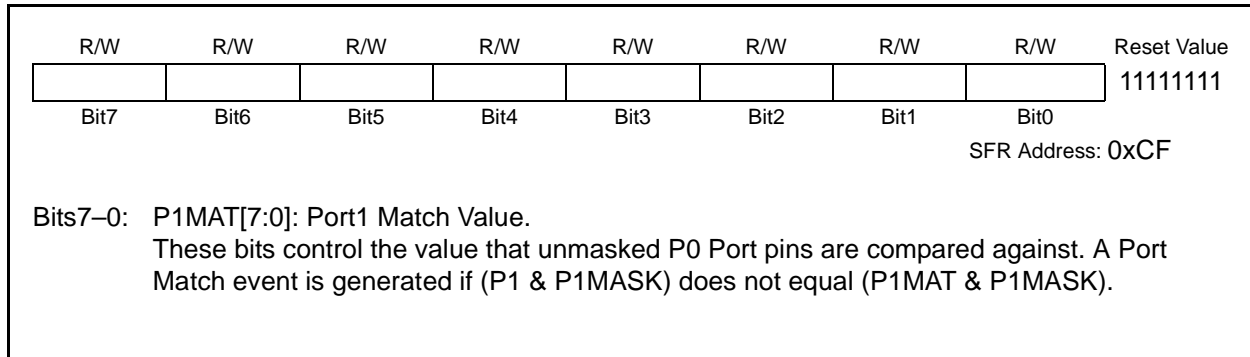 R/W R/W R/W R/W R/W R/W R/W R/W Reset Value
11111111
Bit7 Bit6 Bit5 Bit4 Bit3 Bit2 Bit1 Bit0
SFR Address: 0xCF
Bits7–0: P1MAT[7:0]: Port1 Match Value.
These bits control the value that unmasked P0 Port pins are compared against. A Port
Match event is generated if (P1 & P1MASK) does not equal (P1MAT & P1MASK).